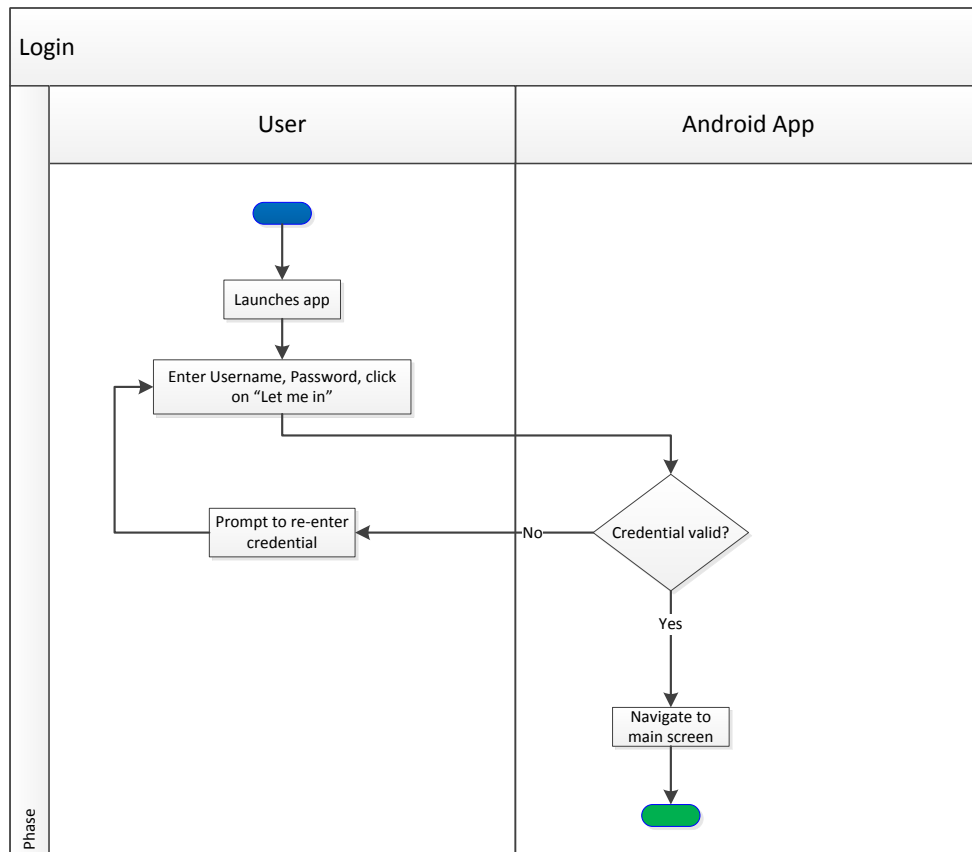 Login
User
Android App
Launches app
Enter Username, Password, click
on “Let me in”
Prompt to re-enter
credential
No
Credential valid?
Yes
Navigate to
main screen
Phase